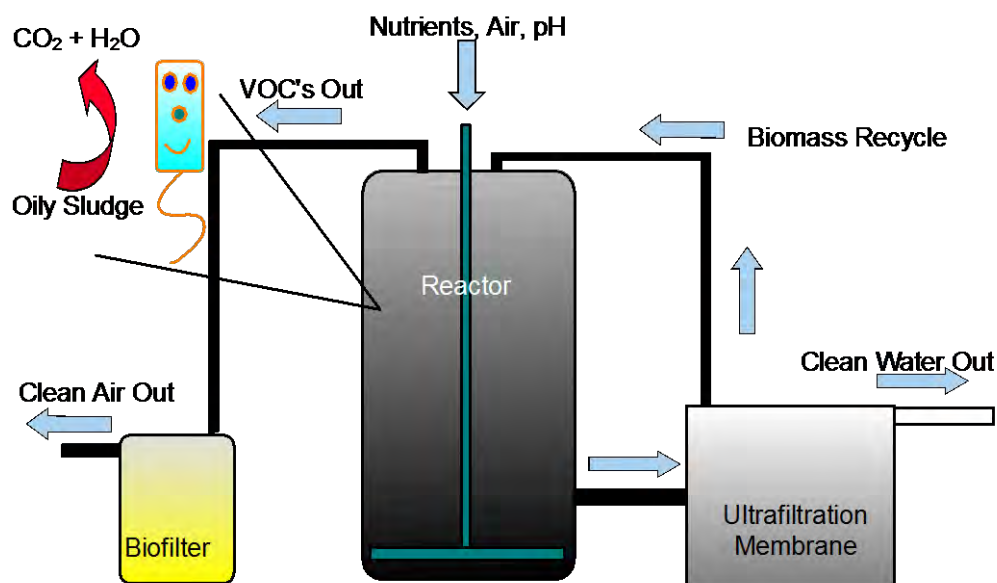 Nutrients, Air, pH
CO₂ + H₂O
VOC's Out
Biomass Recycle
Oily Sludge
Reactor
Clean Water Out
Clean Air Out
Ultrafiltration
Membrane
Biofilter